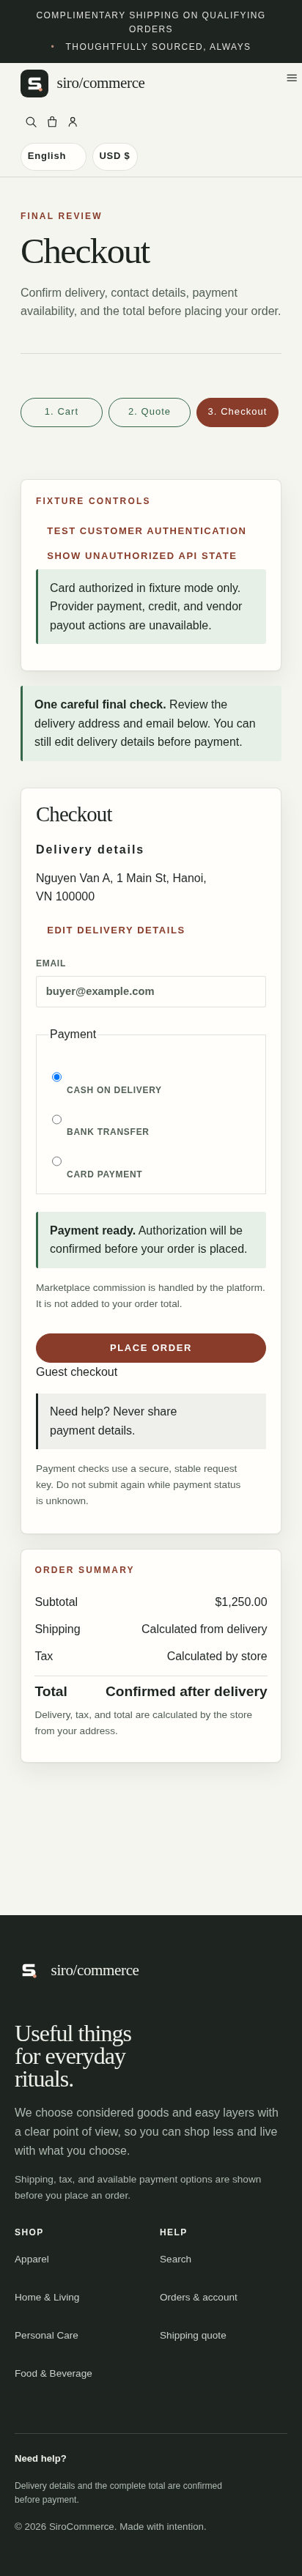 COMPLIMENTARY SHIPPING ON QUALIFYING
ORDERS
• THOUGHTFULLY SOURCED, ALWAYS
siro/commerce
English
USD $
FINAL REVIEW
Checkout
Confirm delivery, contact details, payment
availability, and the total before placing your order.
1. Cart
2. Quote
3. Checkout
FIXTURE CONTROLS
TEST CUSTOMER AUTHENTICATION
SHOW UNAUTHORIZED API STATE
Card authorized in fixture mode only.
Provider payment, credit, and vendor
payout actions are unavailable.
One careful final check. Review the
delivery address and email below. You can
still edit delivery details before payment.
Checkout
Delivery details
Nguyen Van A, 1 Main St, Hanoi,
VN 100000
EDIT DELIVERY DETAILS
EMAIL
buyer@example.com
Payment
CASH ON DELIVERY
BANK TRANSFER
CARD PAYMENT
Payment ready. Authorization will be
confirmed before your order is placed.
Marketplace commission is handled by the platform.
It is not added to your order total.
PLACE ORDER
Guest checkout
Need help? Never share
payment details.
Payment checks use a secure, stable request
key. Do not submit again while payment status
is unknown.
ORDER SUMMARY
Subtotal $1,250.00
Shipping Calculated from delivery
Tax Calculated by store
Total Confirmed after delivery
Delivery, tax, and total are calculated by the store
from your address.
siro/commerce
Useful things
for everyday
rituals.
We choose considered goods and easy layers with
a clear point of view, so you can shop less and live
with what you choose.
Shipping, tax, and available payment options are shown
before you place an order.
SHOP
Apparel
Home & Living
Personal Care
Food & Beverage
HELP
Search
Orders & account
Shipping quote
Need help?
Delivery details and the complete total are confirmed
before payment.
© 2026 SiroCommerce. Made with intention.